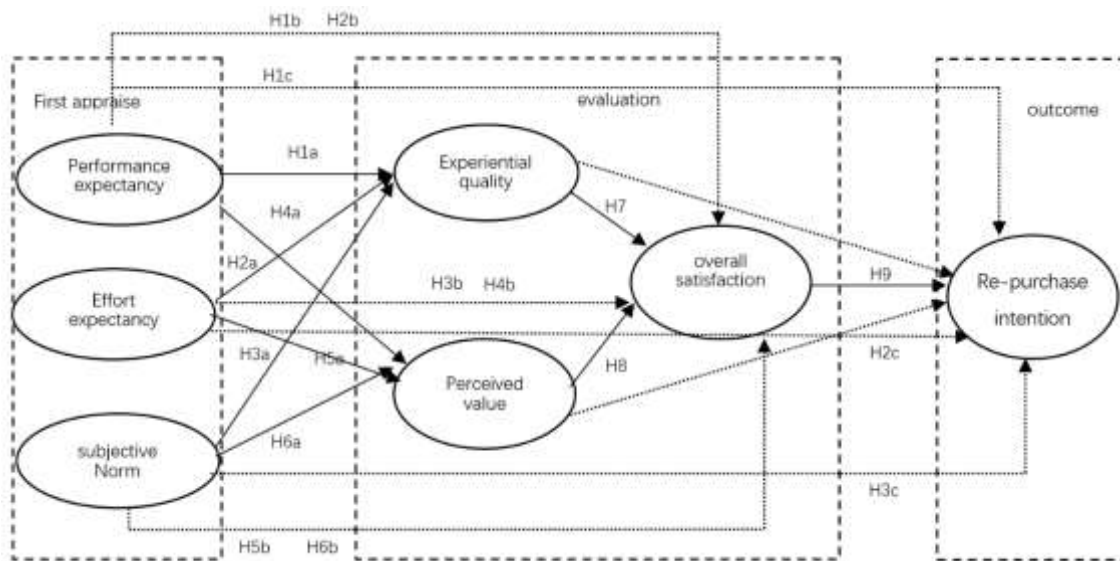 H1b H2b
H1c
First appraise
evaluation
outcome
Performance
expectancy
H1a
Experiential
quality
H4a
H7
H2a
overall
satisfaction
Effort
expectancy
H3b H4b
H9
Re-purchase
intention
H3a
H5a
H8
H2c
Perceived
value
subjective
Norm
H6a
H3c
H5b H6b